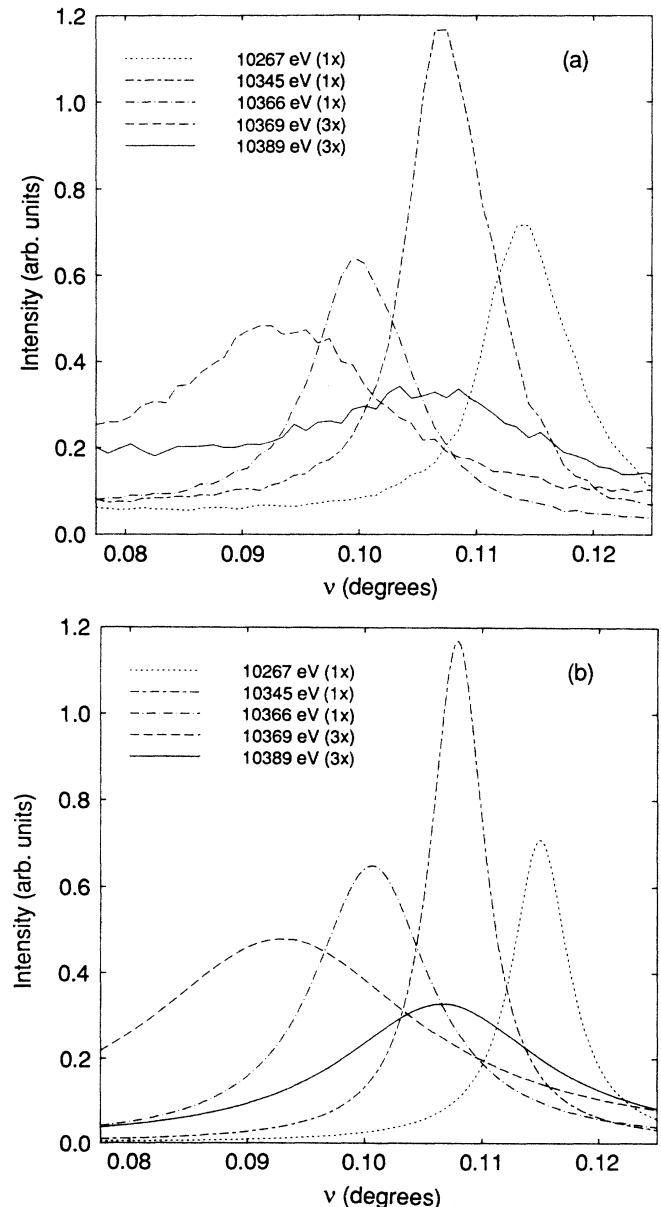 (a)
10267 eV (1x)
10345 eV (1x)
10366 eV (1x)
10369 eV (3x)
10389 eV (3x)
1.2
1.0
0.8
0.6
0.4
0.2
0.0
Intensity (arb. units)
0.08 0.09 0.10 0.11 0.12
ν (degrees)
(b)
10267 eV (1x)
10345 eV (1x)
10366 eV (1x)
10369 eV (3x)
10389 eV (3x)
1.2
1.0
0.8
0.6
0.4
0.2
0.0
Intensity (arb. units)
0.08 0.09 0.10 0.11 0.12
ν (degrees)